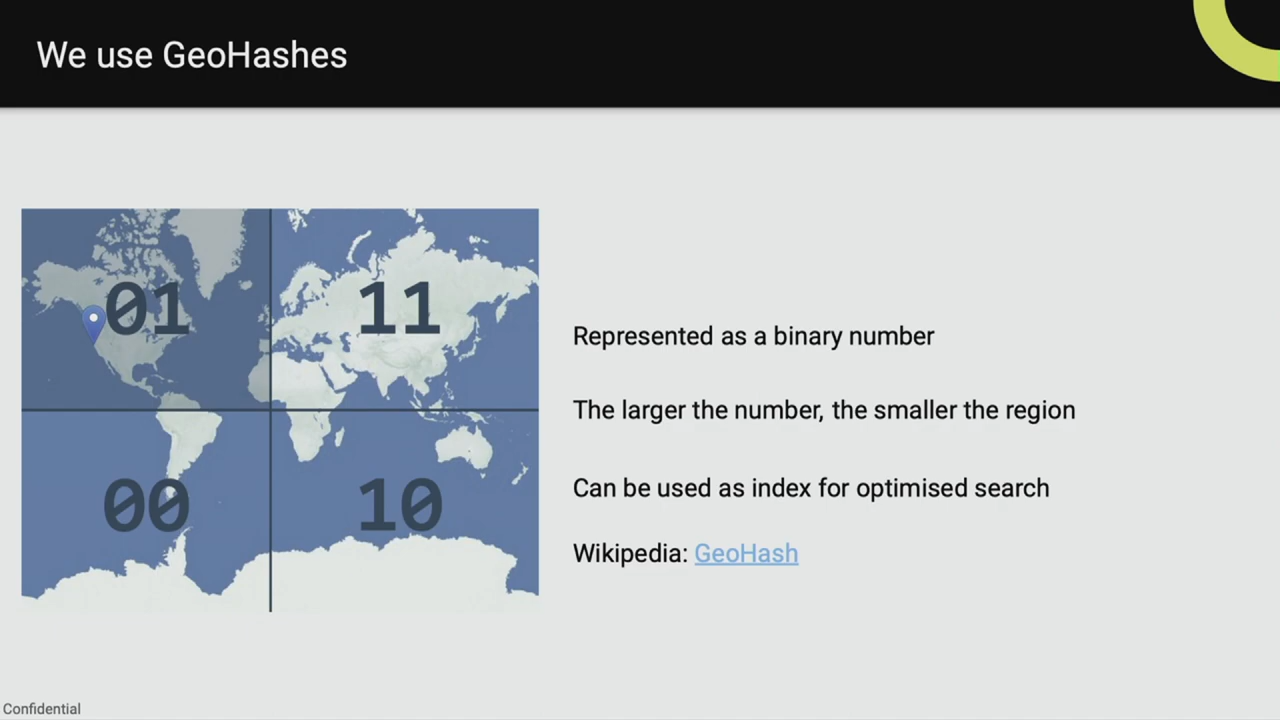 We use GeoHashes
01
11
00
10
Represented as a binary number
The larger the number, the smaller the region
Can be used as index for optimised search
Wikipedia: GeoHash
Confidential